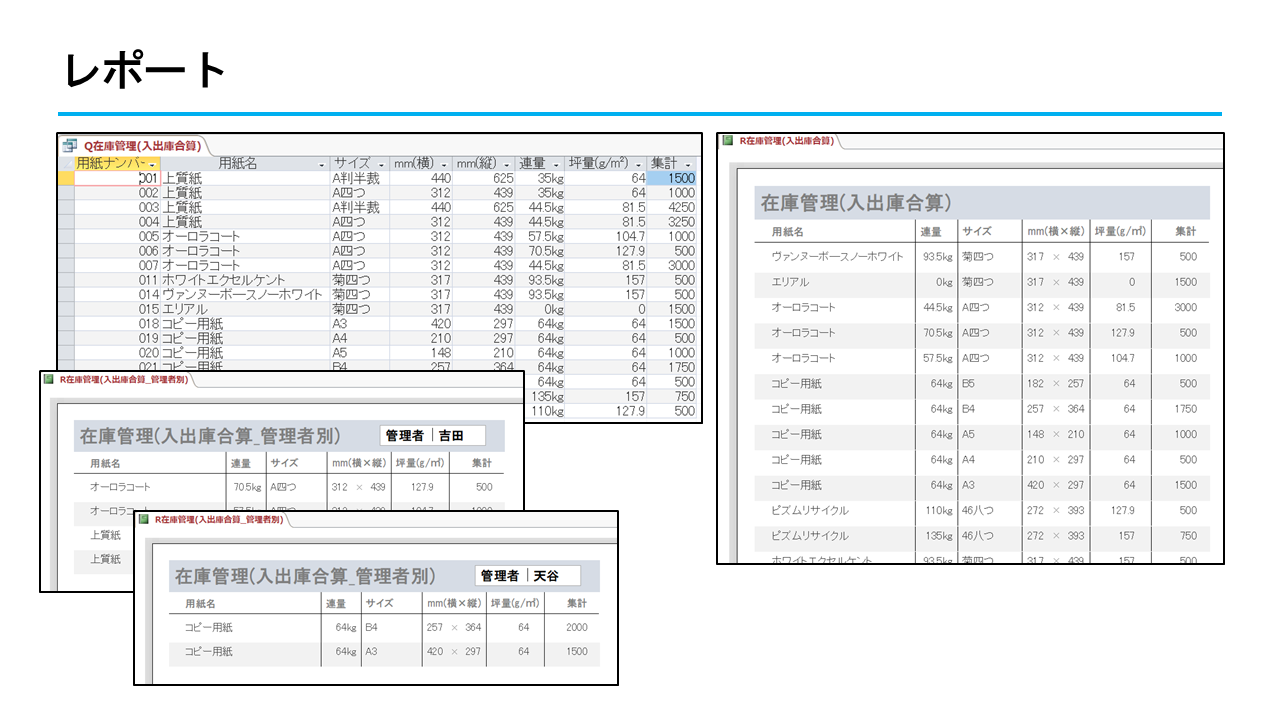 レポート
Q在庫管理(入出庫合算)
用紙ナンバー 用紙名 サイズ mm(横) mm(縦) 連量 坪量(g/㎡) 集計
001 上質紙 A判半裁 440 625 35kg 64 1500
002 上質紙 A四つ 312 439 35kg 64 1000
003 上質紙 A判半裁 440 625 44.5kg 81.5 4250
004 上質紙 A四つ 312 439 44.5kg 81.5 3250
005 オーロラコート A四つ 312 439 57.5kg 104.7 1000
006 オーロラコート A四つ 312 439 70.5kg 127.9 500
007 オーロラコート A四つ 312 439 44.5kg 81.5 3000
011 ホワイトエクセルケント 菊四つ 317 439 93.5kg 157 500
014 ヴァンヌーボースノーホワイト 菊四つ 317 439 93.5kg 157 500
015 エリアル 菊四つ 317 439 0kg 0 1500
018 コピー用紙 A3 420 297 64kg 64 1500
019 コピー用紙 A4 210 297 64kg 64 500
020 コピー用紙 A5 148 210 64kg 64 1000
021 コピー用紙 B4 257 364 64kg 64 1750
64kg 64 500
135kg 157 750
110kg 127.9 500
R在庫管理(入出庫合算_管理者別)
在庫管理(入出庫合算_管理者別) 管理者 吉田
用紙名 連量 サイズ mm(横×縦) 坪量(g/㎡) 集計
オーロラコート 70.5kg A四つ 312 × 439 127.9 500
オーロラコート 57.5kg A四つ 312 × 439 104.7 1000
上質紙
上質紙
R在庫管理(入出庫合算_管理者別)
在庫管理(入出庫合算_管理者別) 管理者 天谷
用紙名 連量 サイズ mm(横×縦) 坪量(g/㎡) 集計
コピー用紙 64kg B4 257 × 364 64 2000
コピー用紙 64kg A3 420 × 297 64 1500
R在庫管理(入出庫合算)
在庫管理(入出庫合算)
用紙名 連量 サイズ mm(横×縦) 坪量(g/㎡) 集計
ヴァンヌーボースノーホワイト 93.5kg 菊四つ 317 × 439 157 500
エリアル 0kg 菊四つ 317 × 439 0 1500
オーロラコート 44.5kg A四つ 312 × 439 81.5 3000
オーロラコート 70.5kg A四つ 312 × 439 127.9 500
オーロラコート 57.5kg A四つ 312 × 439 104.7 1000
コピー用紙 64kg B5 182 × 257 64 500
コピー用紙 64kg B4 257 × 364 64 1750
コピー用紙 64kg A5 148 × 210 64 1000
コピー用紙 64kg A4 210 × 297 64 500
コピー用紙 64kg A3 420 × 297 64 1500
ピズムリサイクル 110kg 46八つ 272 × 393 127.9 500
ピズムリサイクル 135kg 46八つ 272 × 393 157 750
ホワイトエクセルケント 93.5kg 菊四つ 317 × 439 157 500